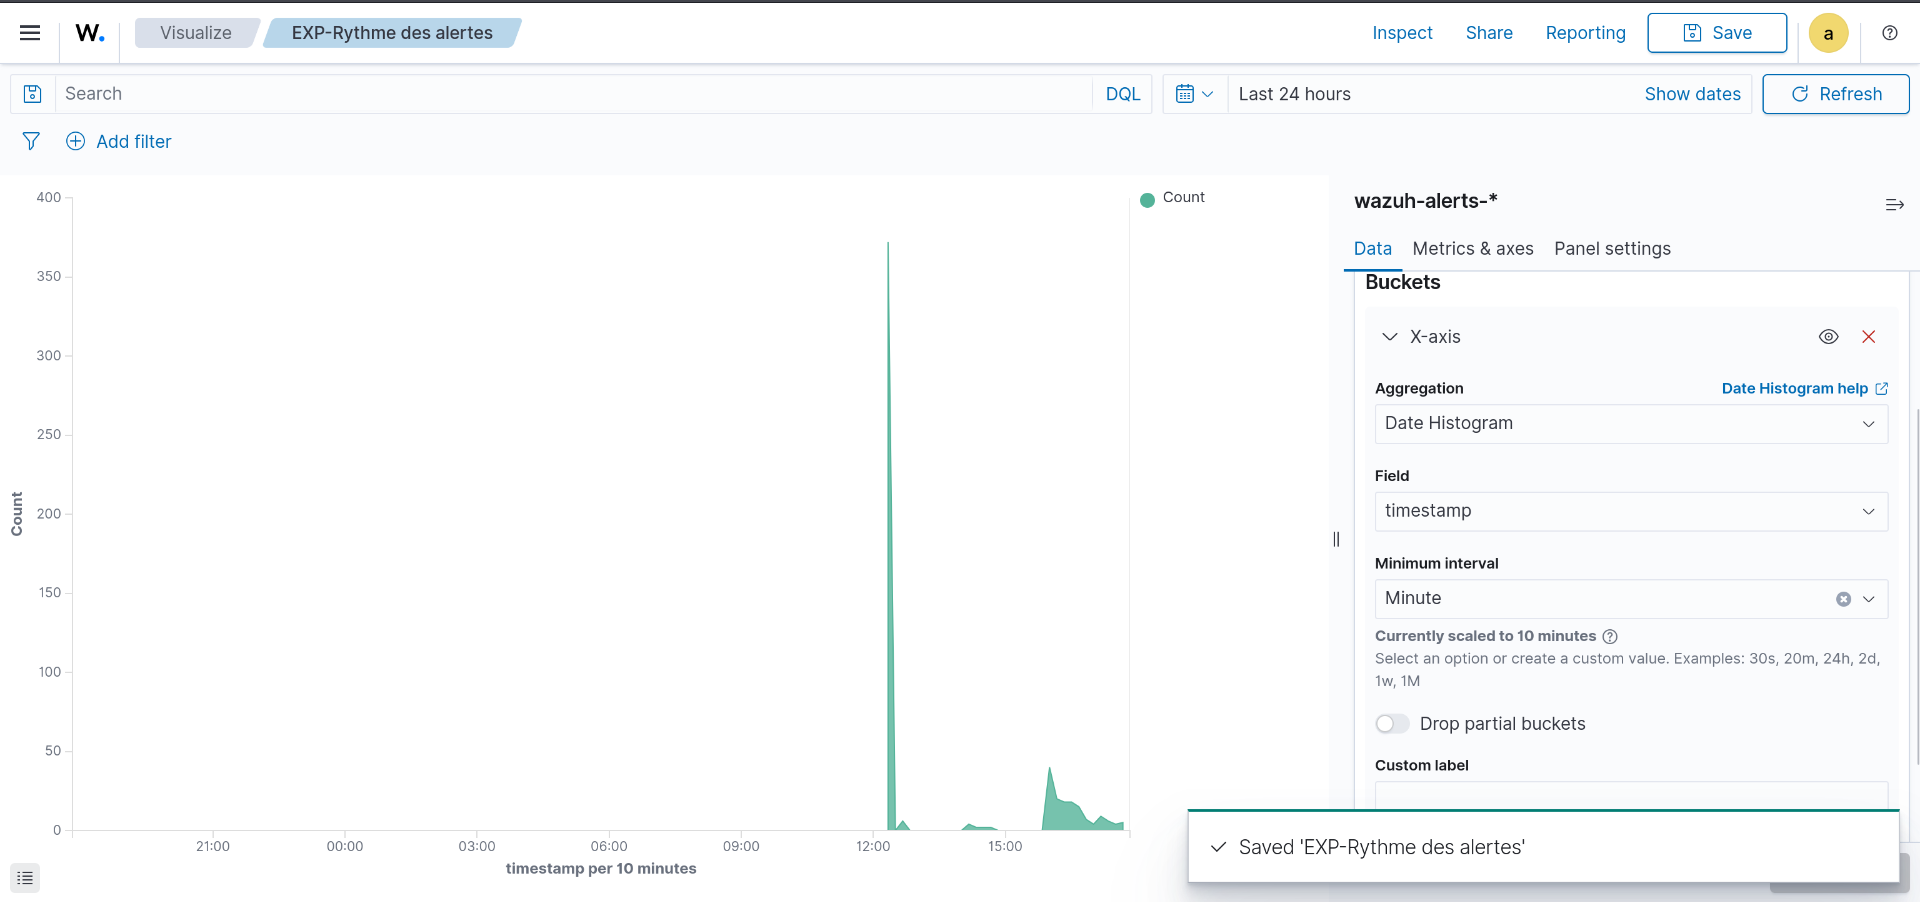 W. Visualize EXP-Rythme des alertes Inspect Share Reporting Save a
Search DQL Last 24 hours Show dates Refresh
Add filter
wazuh-alerts-*
Data Metrics & axes Panel settings
Buckets
X-axis
Aggregation Date Histogram help
Date Histogram
Field
timestamp
Minimum interval
Minute
Currently scaled to 10 minutes
Select an option or create a custom value. Examples: 30s, 20m, 24h, 2d,
1w, 1M
Drop partial buckets
Custom label
Count
400
350
300
250
200
150
100
50
0
Count
21:00 00:00 03:00 06:00 09:00 12:00 15:00
timestamp per 10 minutes
Saved 'EXP-Rythme des alertes'